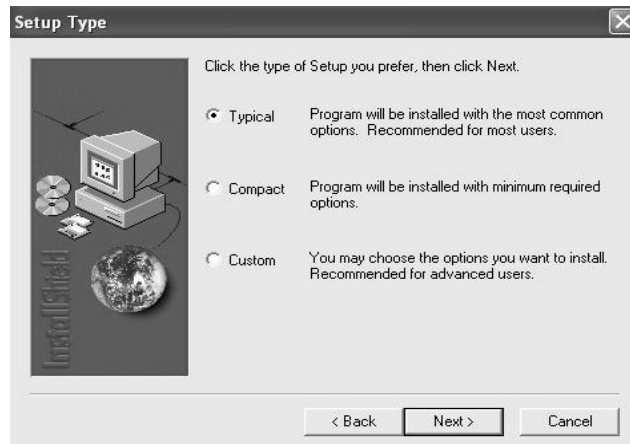 Setup Type
Click the type of Setup you prefer, then click Next.
Typical
Program will be installed with the most common
options. Recommended for most users.
Compact
Program will be installed with minimum required
options.
Custom
You may choose the options you want to install.
Recommended for advanced users.
InstallShield
< Back
Next >
Cancel